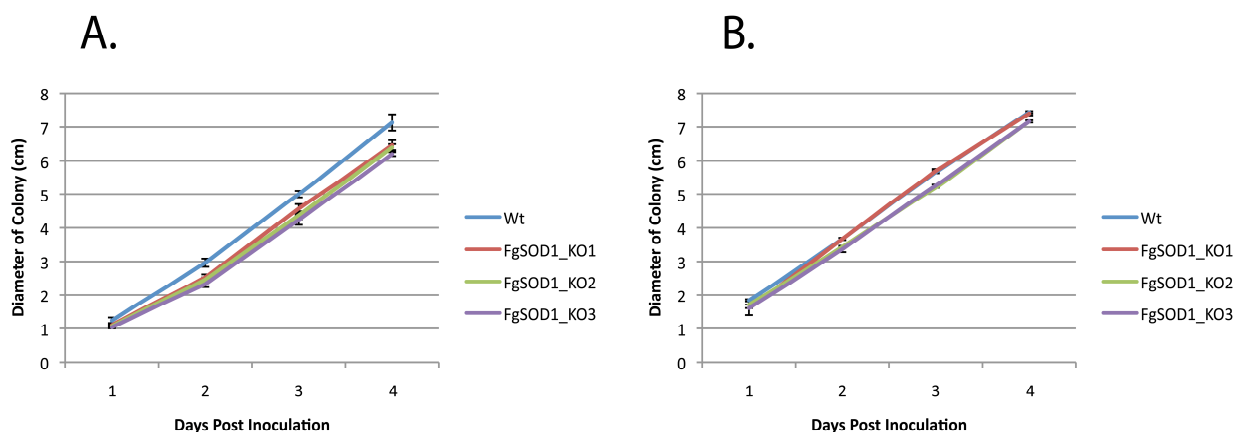 A.
8
7
6
5
4
3
2
1
0
Diameter of Colony (cm)
1 2 3 4
Days Post Inoculation
Wt
FgSOD1_KO1
FgSOD1_KO2
FgSOD1_KO3
B.
8
7
6
5
4
3
2
1
0
Diameter of Colony (cm)
1 2 3 4
Days Post Inoculation
Wt
FgSOD1_KO1
FgSOD1_KO2
FgSOD1_KO3